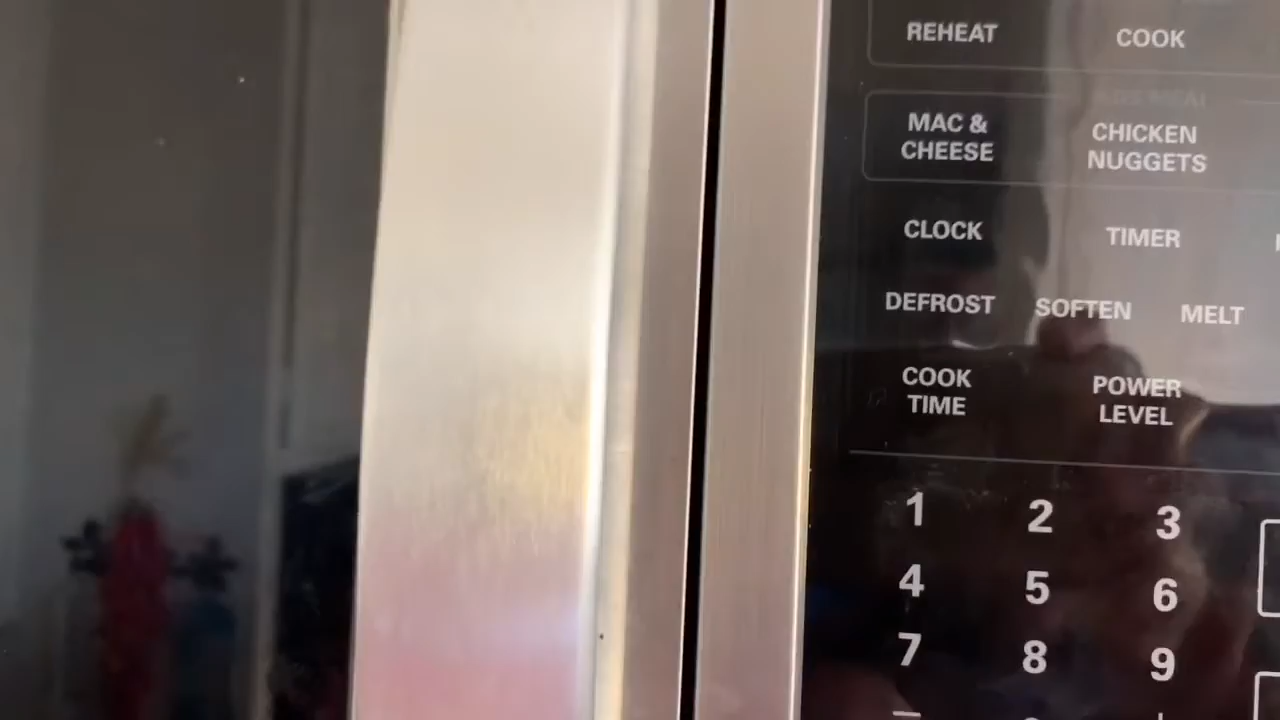 REHEAT COOK
MAC & CHICKEN
CHEESE NUGGETS
CLOCK TIMER
DEFROST SOFTEN MELT
COOK POWER
TIME LEVEL
1 2 3
4 5 6
7 8 9